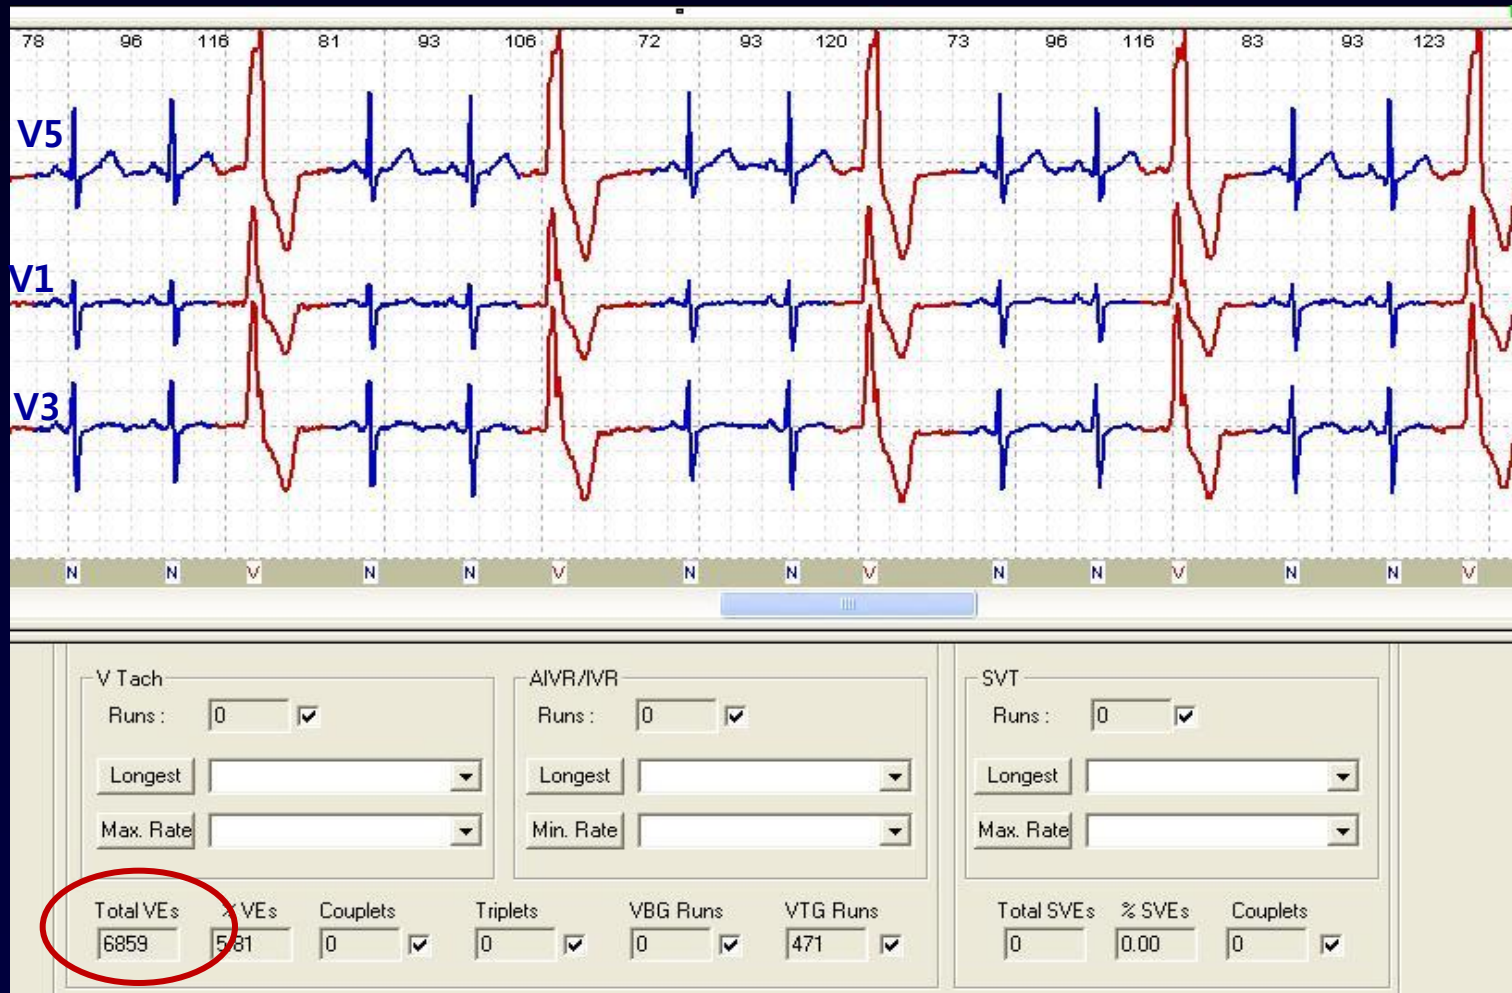 78 96 116 81 93 106 72 93 120 73 96 116 83 93 123
V5
V1
V3
N N V N N V N N V N N V N N V
V Tach
Runs : 0
Longest
Max. Rate
AIVR/IVR
Runs : 0
Longest
Min. Rate
SVT
Runs : 0
Longest
Max. Rate
Total VEs % VEs Couplets Triplets VBG Runs VTG Runs Total SVEs % SVEs Couplets
6859 5.81 0 0 0 471 0 0.00 0